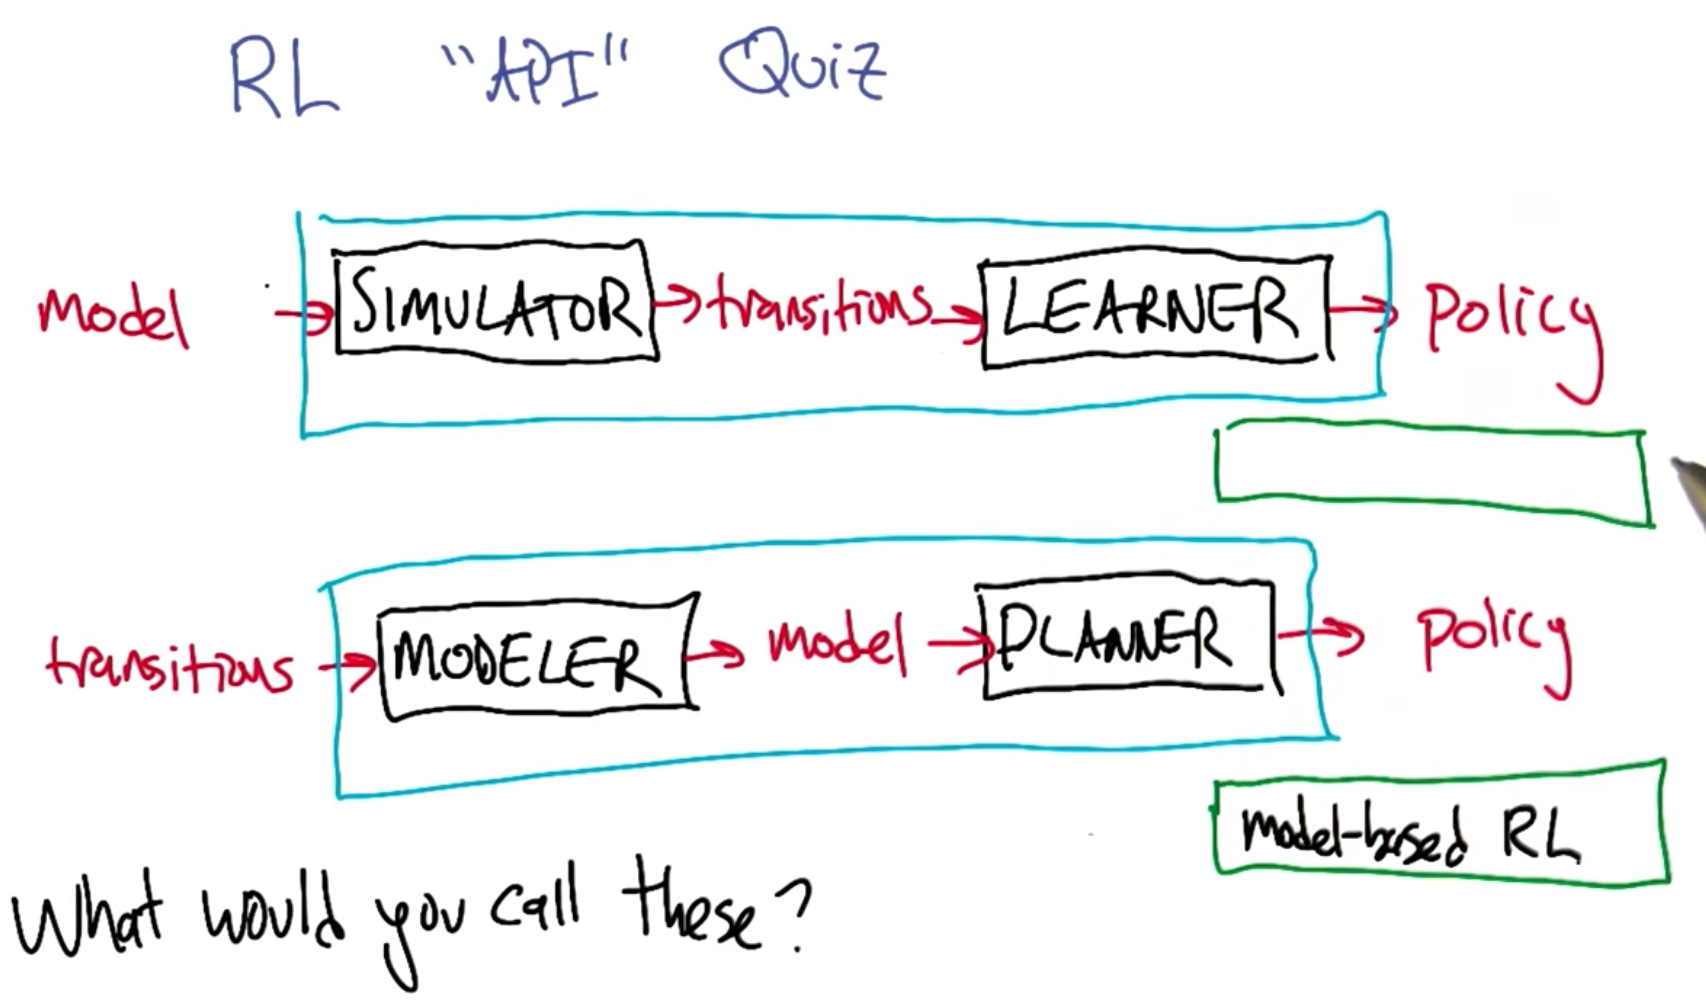 RL "API" Quiz
model → SIMULATOR → transitions → LEARNER → policy
transitions → MODELER → model → PLANNER → policy
model-based RL
What would you call these?